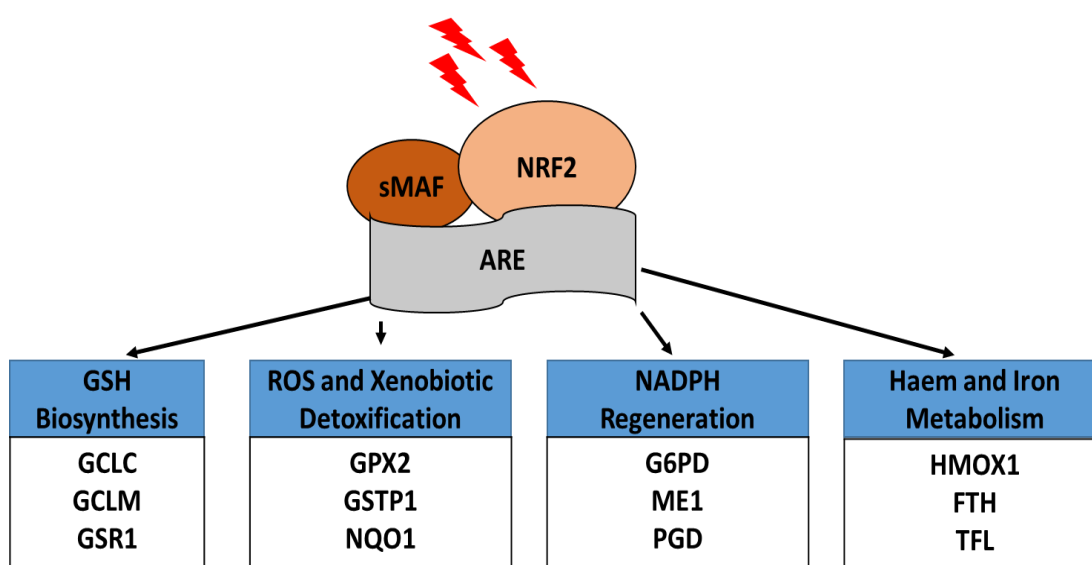 NRF2
sMAF
ARE
GSH
Biosynthesis
GCLC
GCLM
GSR1
ROS and Xenobiotic
Detoxification
GPX2
GSTP1
NQO1
NADPH
Regeneration
G6PD
ME1
PGD
Haem and Iron
Metabolism
HMOX1
FTH
TFL